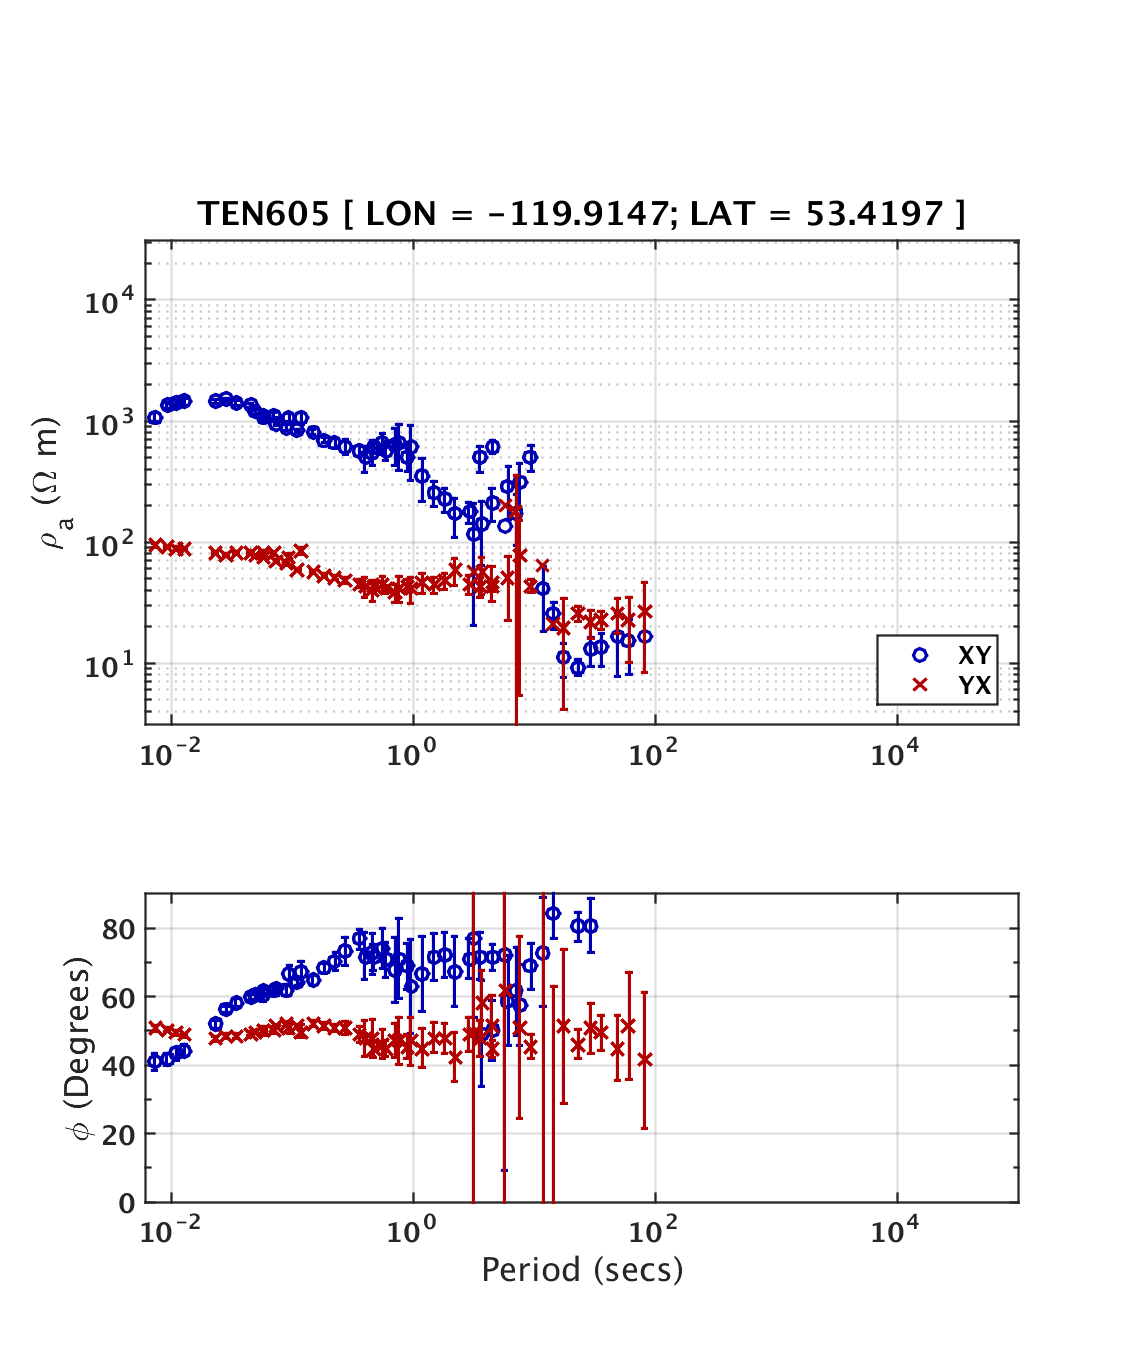 TEN605 [ LON = -119.9147; LAT = 53.4197 ]
ρa (Ω m)
10^4
10^3
10^2
10^1
XY
YX
10^-2 10^0 10^2 10^4
ϕ (Degrees)
80
60
40
20
0
10^-2 10^0 10^2 10^4
Period (secs)